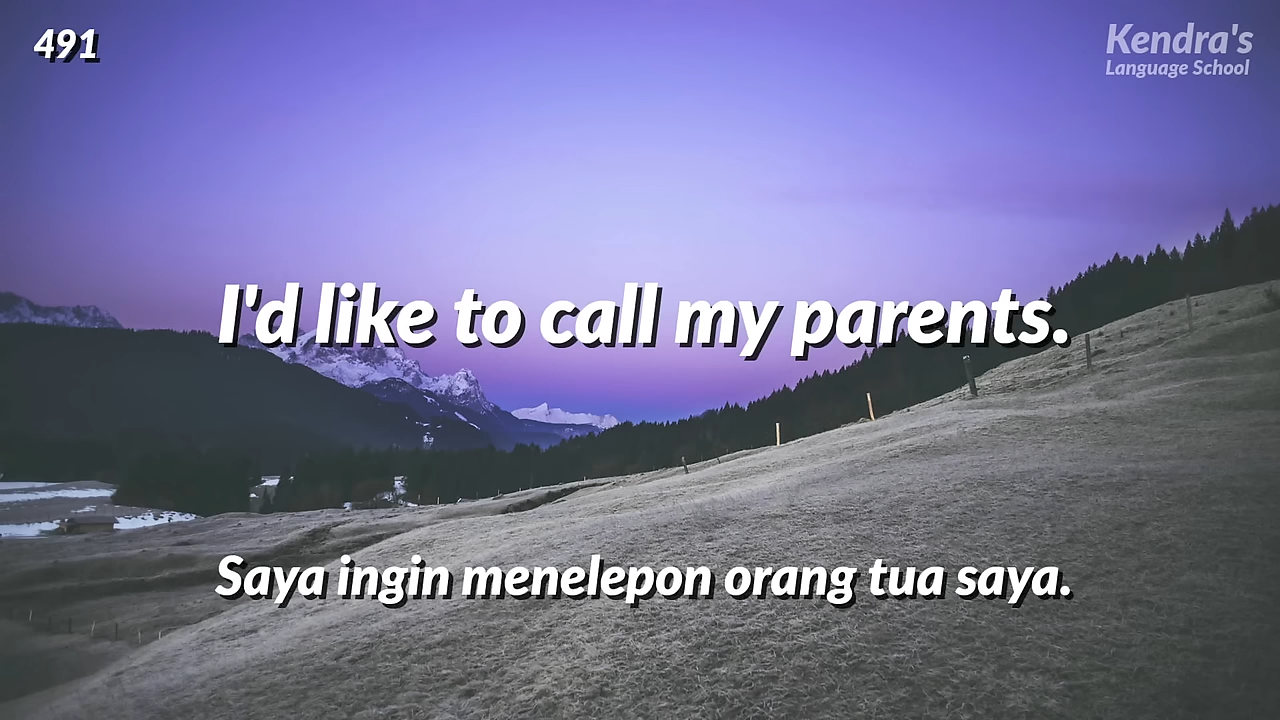 491
Kendra's
Language School
I'd like to call my parents.
Saya ingin menelepon orang tua saya.